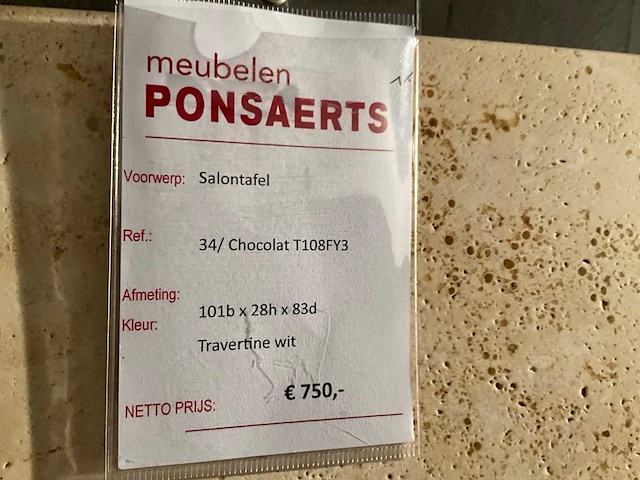 meubelen
PONSAERTS
Voorwerp: Salontafel
Ref.: 34/ Chocolat T108FY3
Afmeting: 101b x 28h x 83d
Kleur: Travertine wit
€ 750,-
NETTO PRIJS: